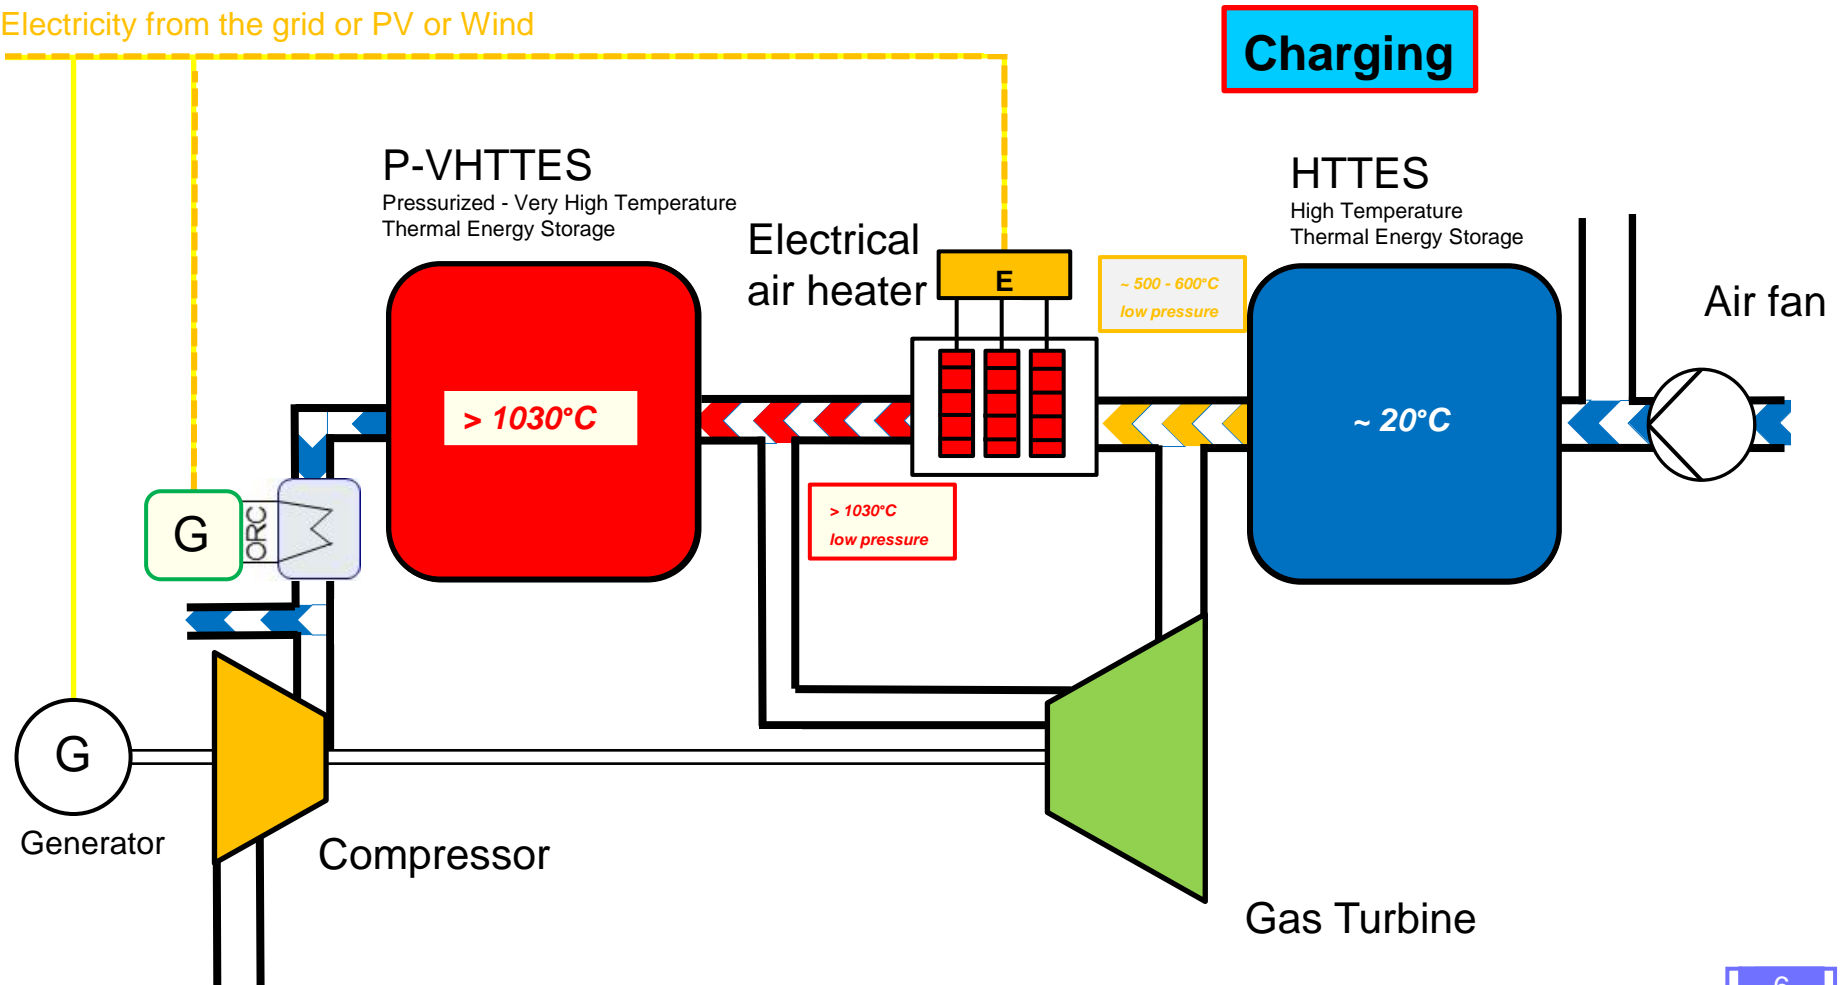 Electricity from the grid or PV or Wind
Charging
P-VHTTES
Pressurized - Very High Temperature
Thermal Energy Storage
HTTES
High Temperature
Thermal Energy Storage
Electrical
air heater
E
~ 500 - 600°C
low pressure
Air fan
> 1030°C
~ 20°C
> 1030°C
low pressure
G
ORC
G
Generator
Compressor
Gas Turbine
6